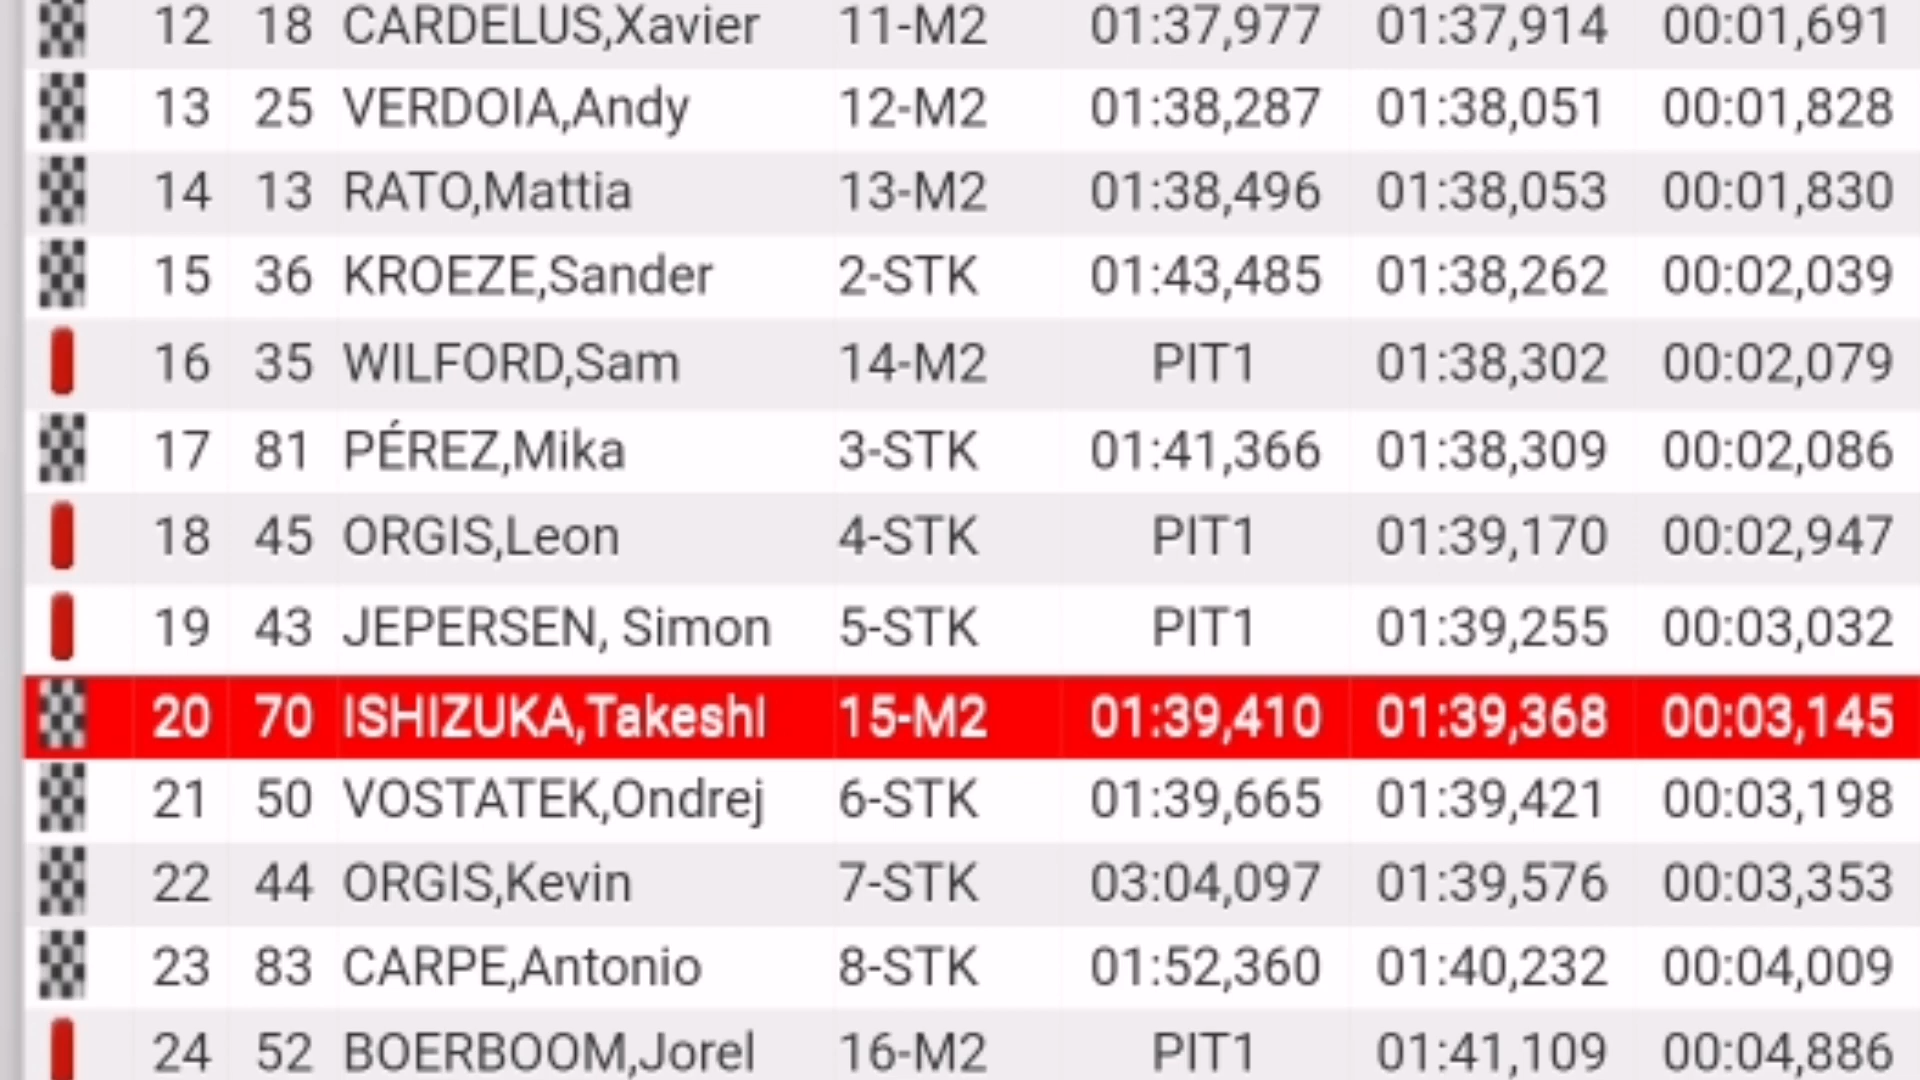 12 18 CARDELUS,Xavier 11-M2 01:37,977 01:37,914 00:01,691
13 25 VERDOIA,Andy 12-M2 01:38,287 01:38,051 00:01,828
14 13 RATO,Mattia 13-M2 01:38,496 01:38,053 00:01,830
15 36 KROEZE,Sander 2-STK 01:43,485 01:38,262 00:02,039
16 35 WILFORD,Sam 14-M2 PIT1 01:38,302 00:02,079
17 81 PÉREZ,Mika 3-STK 01:41,366 01:38,309 00:02,086
18 45 ORGIS,Leon 4-STK PIT1 01:39,170 00:02,947
19 43 JEPERSEN, Simon 5-STK PIT1 01:39,255 00:03,032
20 70 ISHIZUKA,Takeshi 15-M2 01:39,410 01:39,368 00:03,145
21 50 VOSTATEK,Ondrej 6-STK 01:39,665 01:39,421 00:03,198
22 44 ORGIS,Kevin 7-STK 03:04,097 01:39,576 00:03,353
23 83 CARPE,Antonio 8-STK 01:52,360 01:40,232 00:04,009
24 52 BOERBOOM,Jorel 16-M2 PIT1 01:41,109 00:04,886